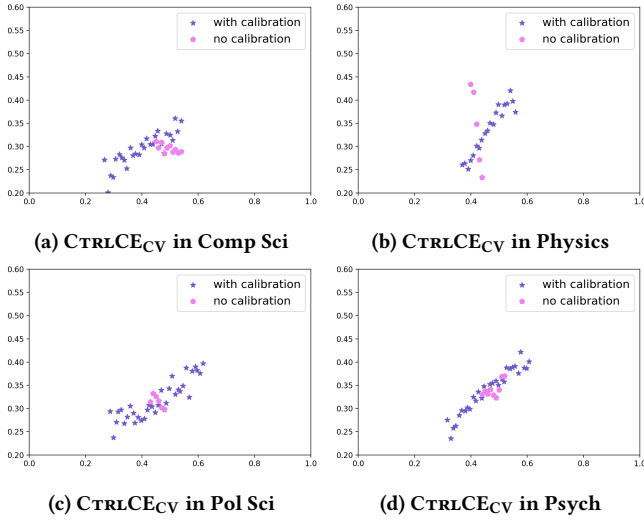 0.60
0.55
0.50
0.45
0.40
0.35
0.30
0.25
0.20
0.0 0.2 0.4 0.6 0.8 1.0
with calibration
no calibration
(a) CTRLCE_CV in Comp Sci
0.60
0.55
0.50
0.45
0.40
0.35
0.30
0.25
0.20
0.0 0.2 0.4 0.6 0.8 1.0
with calibration
no calibration
(b) CTRLCE_CV in Physics
0.60
0.55
0.50
0.45
0.40
0.35
0.30
0.25
0.20
0.0 0.2 0.4 0.6 0.8 1.0
with calibration
no calibration
(c) CTRLCE_CV in Pol Sci
0.60
0.55
0.50
0.45
0.40
0.35
0.30
0.25
0.20
0.0 0.2 0.4 0.6 0.8 1.0
with calibration
no calibration
(d) CTRLCE_CV in Psych